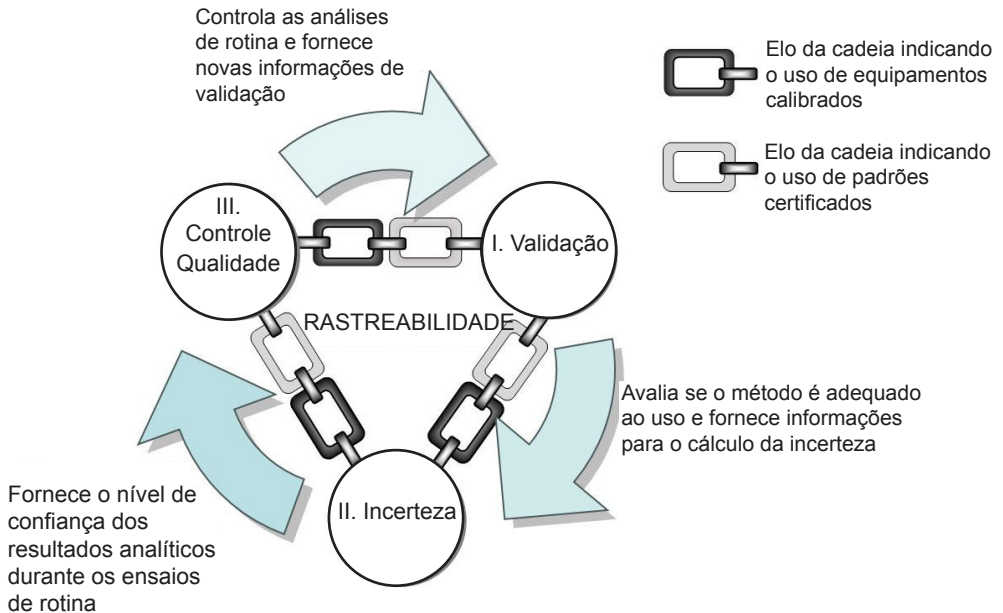 Controla as análises
de rotina e fornece
novas informações de
validação
Elo da cadeia indicando
o uso de equipamentos
calibrados
Elo da cadeia indicando
o uso de padrões
certificados
III.
Controle
Qualidade
I. Validação
RASTREABILIDADE
Avalia se o método é adequado
ao uso e fornece informações
para o cálculo da incerteza
II. Incerteza
Fornece o nível de
confiança dos
resultados analíticos
durante os ensaios
de rotina